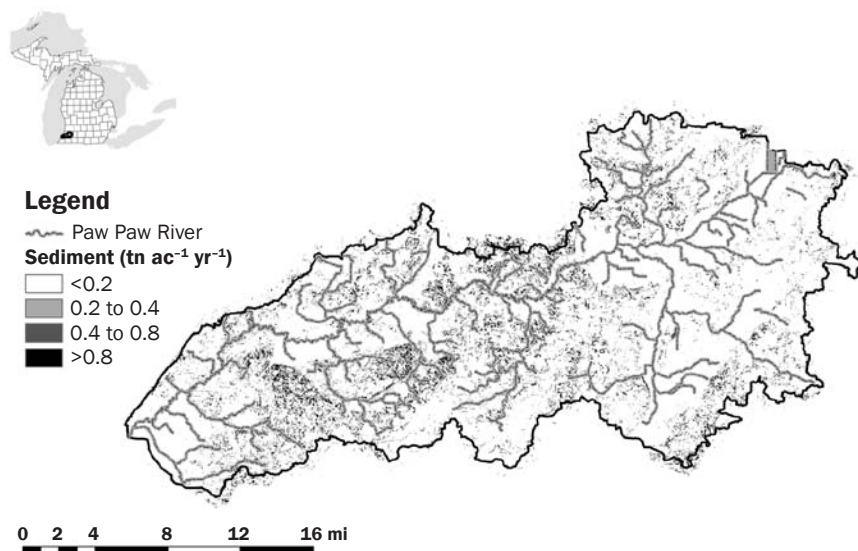 Legend
Paw Paw River
Sediment (tn ac⁻¹ yr⁻¹)
<0.2
0.2 to 0.4
0.4 to 0.8
>0.8
0 2 4 8 12 16 mi